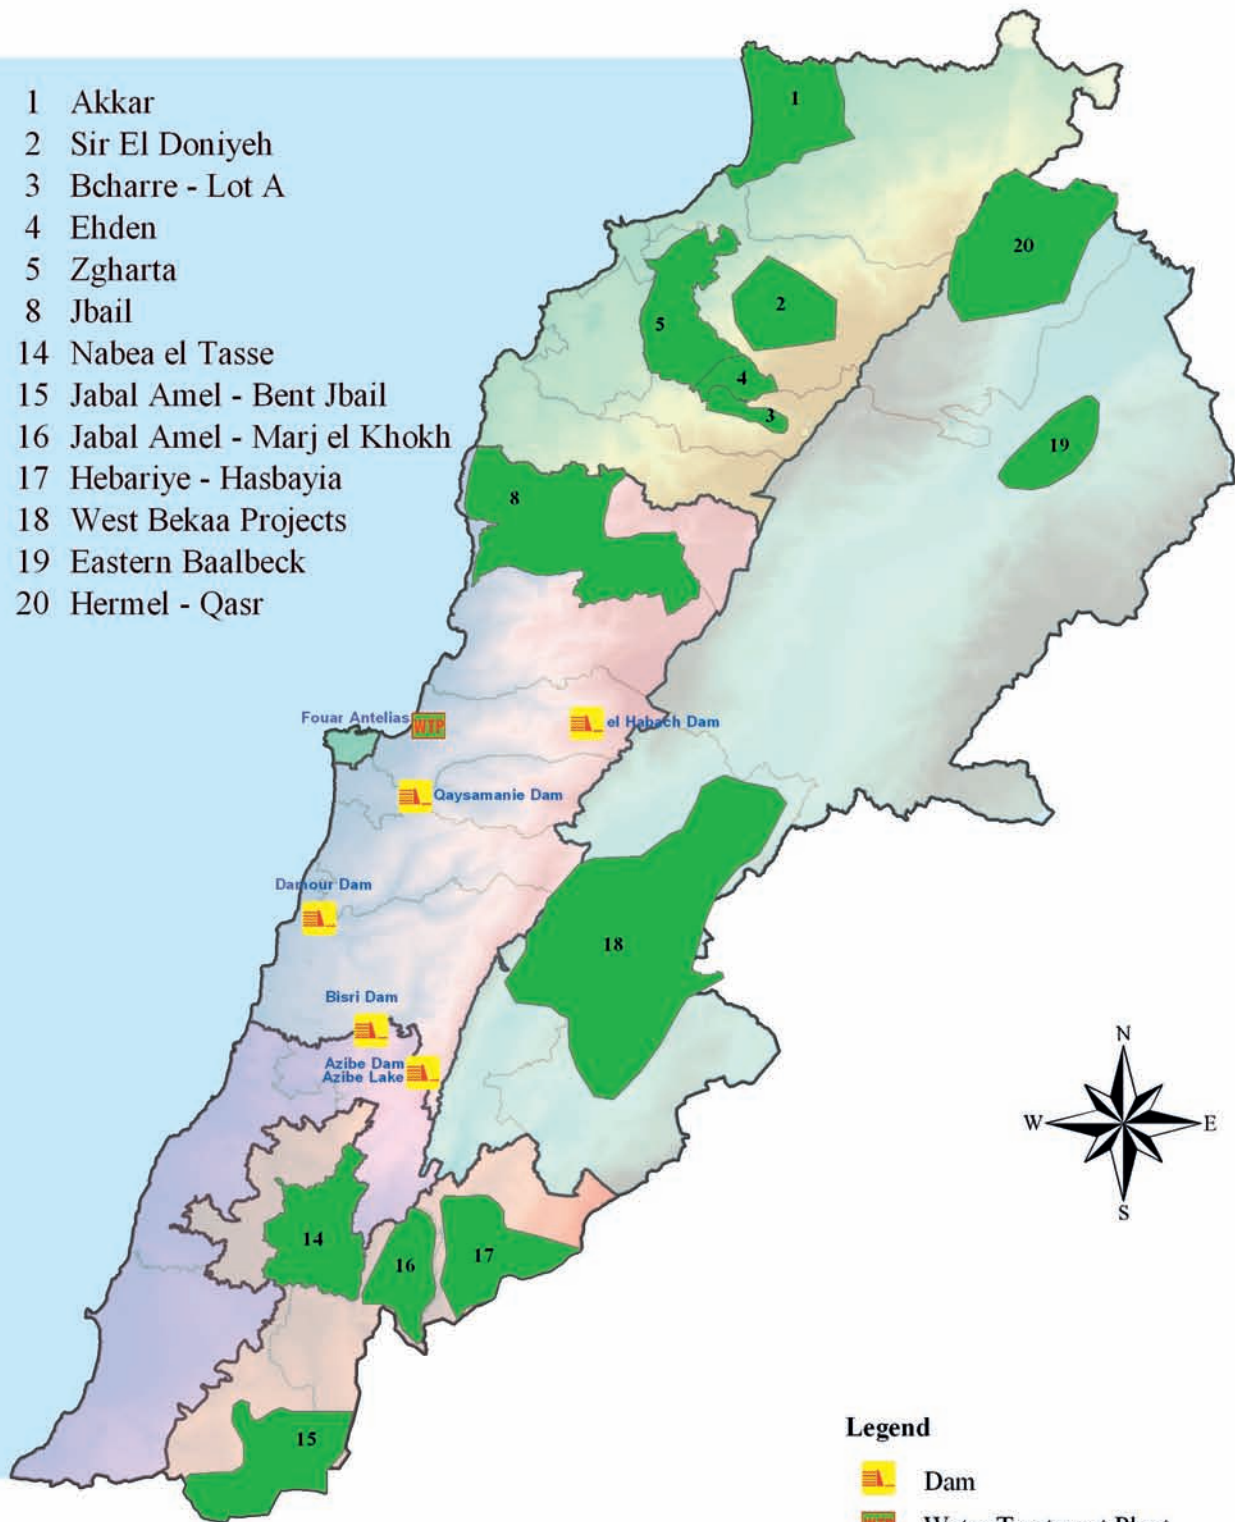 1 Akkar
2 Sir El Doniyeh
3 Bcharre - Lot A
4 Ehden
5 Zgharta
8 Jbail
14 Nabea el Tasse
15 Jabal Amel - Bent Jbail
16 Jabal Amel - Marj el Khokh
17 Hebariye - Hasbayia
18 West Bekaa Projects
19 Eastern Baalbeck
20 Hermel - Qasr
1
20
2
5
4
3
19
8
Fouar Antelias
WTP
el Habach Dam
Qaysamanie Dam
Damour Dam
18
Bisri Dam
Azibe Dam
Azibe Lake
N
W
E
S
14
16
17
15
Legend
Dam